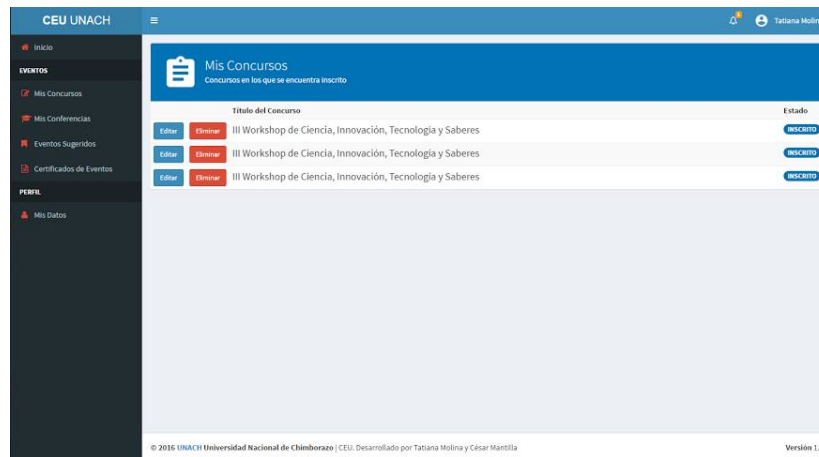 CEU UNACH
Tatiana Molin
Inicio
EVENTOS
Mis Concursos
Mis Conferencias
Eventos Sugeridos
Certificados de Eventos
PERFIL
Mis Datos
Mis Concursos
Concursos en los que se encuentra inscrito
Título del Concurso Estado
Editar Eliminar III Workshop de Ciencia, Innovación, Tecnología y Saberes INSCRITO
Editar Eliminar III Workshop de Ciencia, Innovación, Tecnología y Saberes INSCRITO
Editar Eliminar III Workshop de Ciencia, Innovación, Tecnología y Saberes INSCRITO
© 2016 UNACH Universidad Nacional de Chimborazo | CEU. Desarrollado por Tatiana Molina y César Mantilla Versión 1.